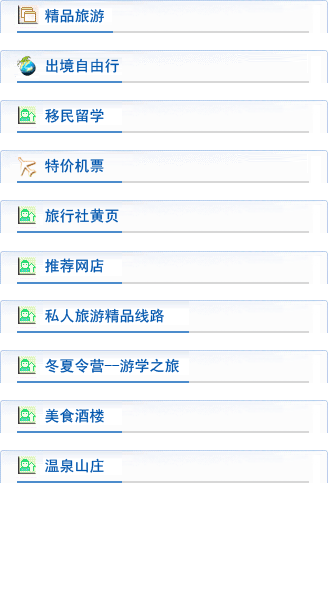 精品旅游
出境自由行
移民留学
特价机票
旅行社黄页
推荐网店
私人旅游精品线路
冬夏令营--游学之旅
美食酒楼
温泉山庄